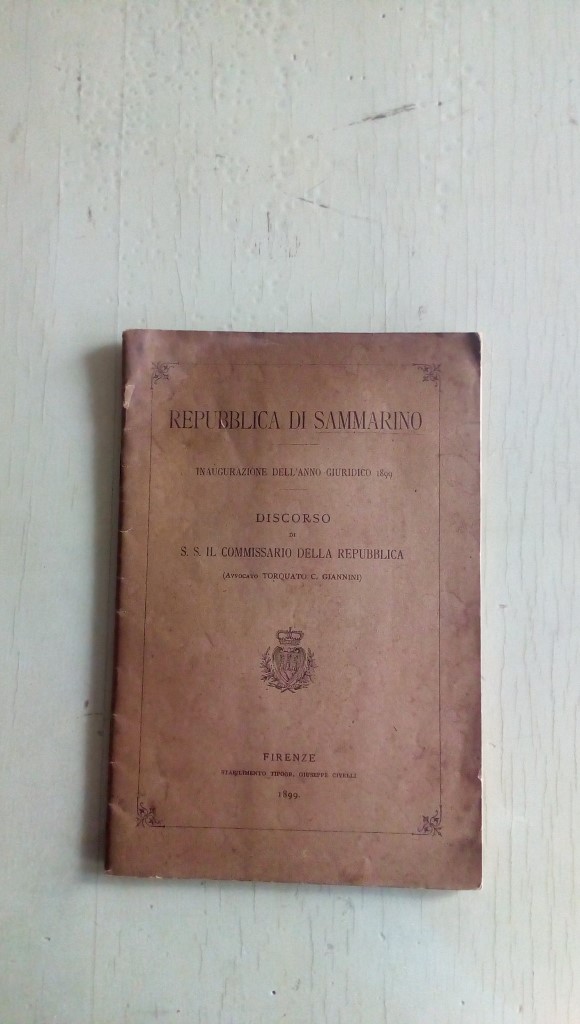 REPUBBLICA DI SAMMARINO
INAUGURAZIONE DELL'ANNO GIURIDICO 1899
DISCORSO
DI
S. S. IL COMMISSARIO DELLA REPUBBLICA
(AVVOCATO TORQUATO C. GIANNINI)
FIRENZE
STABILIMENTO TIPOGR. GIUSEPPE CIVELLI
1899.